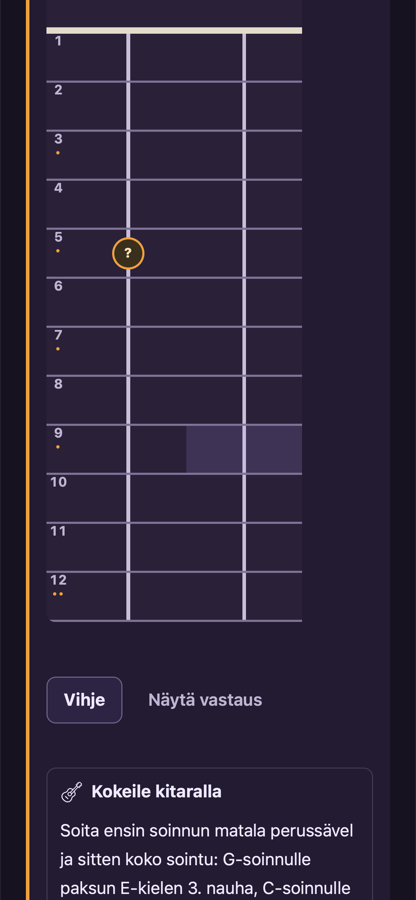 1
2
3
4
5
?
6
7
8
9
10
11
12
Vihje Näytä vastaus
Kokeile kitaralla
Soita ensin soinnun matala perussävel
ja sitten koko sointu: G-soinnulle
paksun E-kielen 3. nauha, C-soinnulle